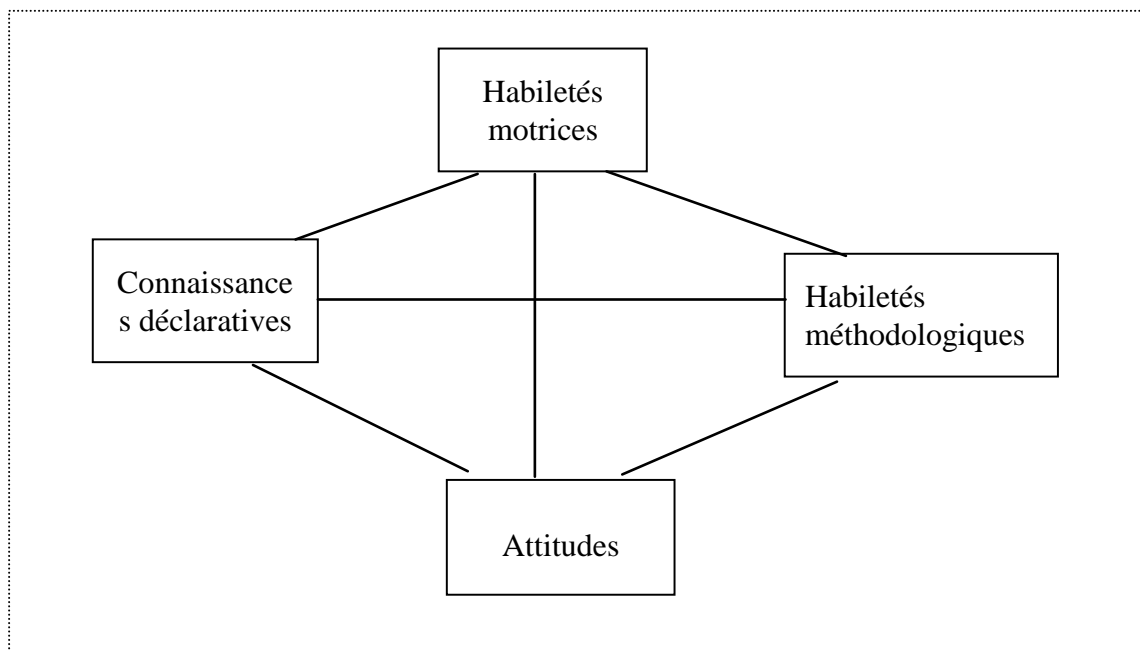 Habiletés
motrices
Connaissance
s déclaratives
Habiletés
méthodologiques
Attitudes